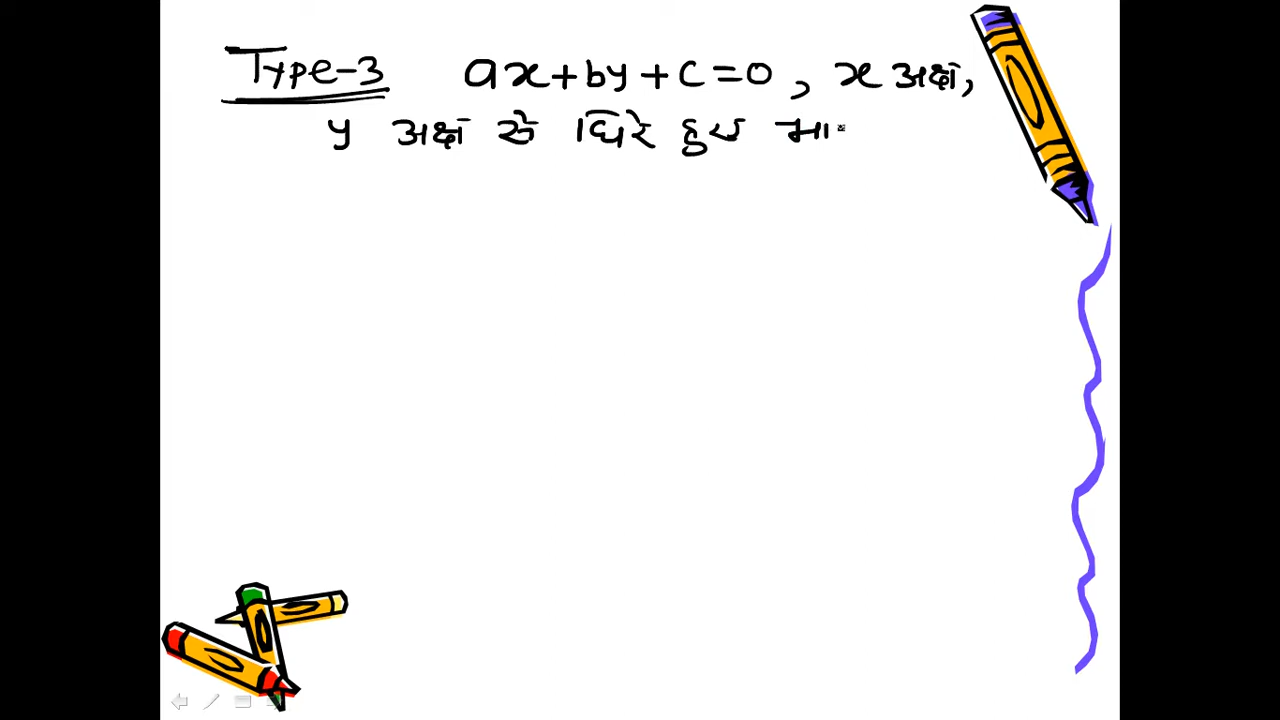 Type-3 ax+by+c=0, x अक्ष,
y अक्ष से घिरे हुए भा